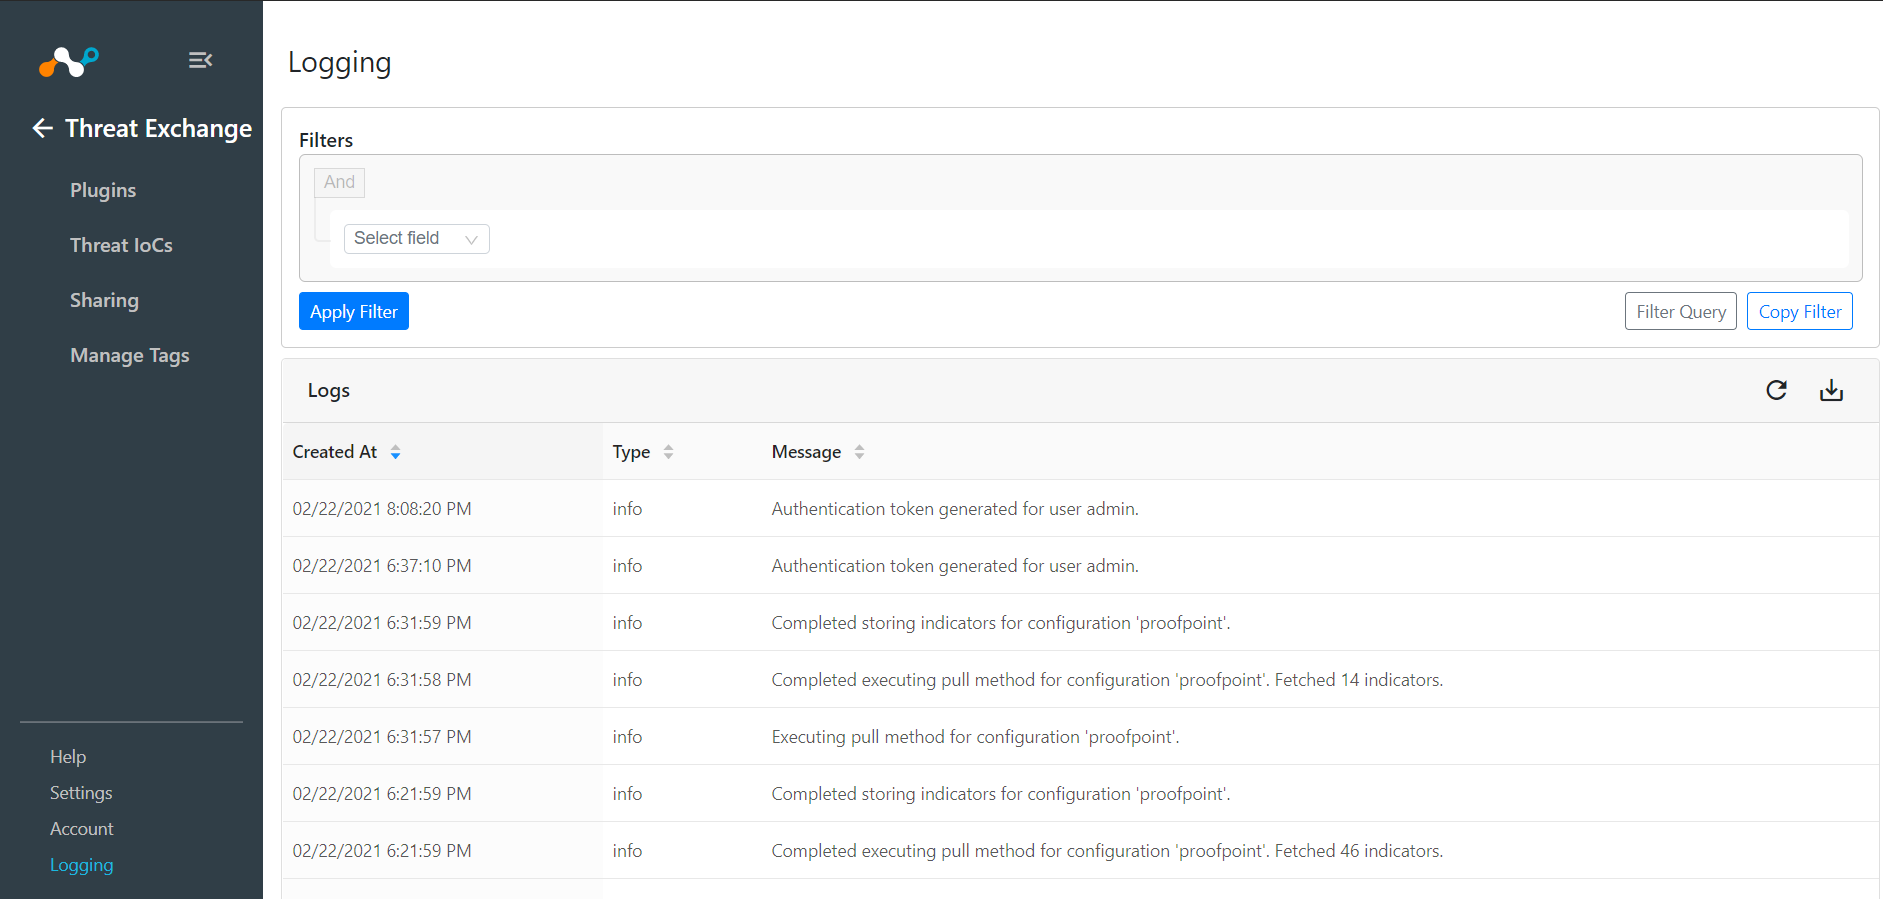 Threat Exchange
Plugins
Threat IoCs
Sharing
Manage Tags
Help
Settings
Account
Logging
Logging
Filters
And
Select field
Apply Filter
Filter Query
Copy Filter
Logs
Created At Type Message
02/22/2021 8:08:20 PM info Authentication token generated for user admin.
02/22/2021 6:37:10 PM info Authentication token generated for user admin.
02/22/2021 6:31:59 PM info Completed storing indicators for configuration 'proofpoint'.
02/22/2021 6:31:58 PM info Completed executing pull method for configuration 'proofpoint'. Fetched 14 indicators.
02/22/2021 6:31:57 PM info Executing pull method for configuration 'proofpoint'.
02/22/2021 6:21:59 PM info Completed storing indicators for configuration 'proofpoint'.
02/22/2021 6:21:59 PM info Completed executing pull method for configuration 'proofpoint'. Fetched 46 indicators.